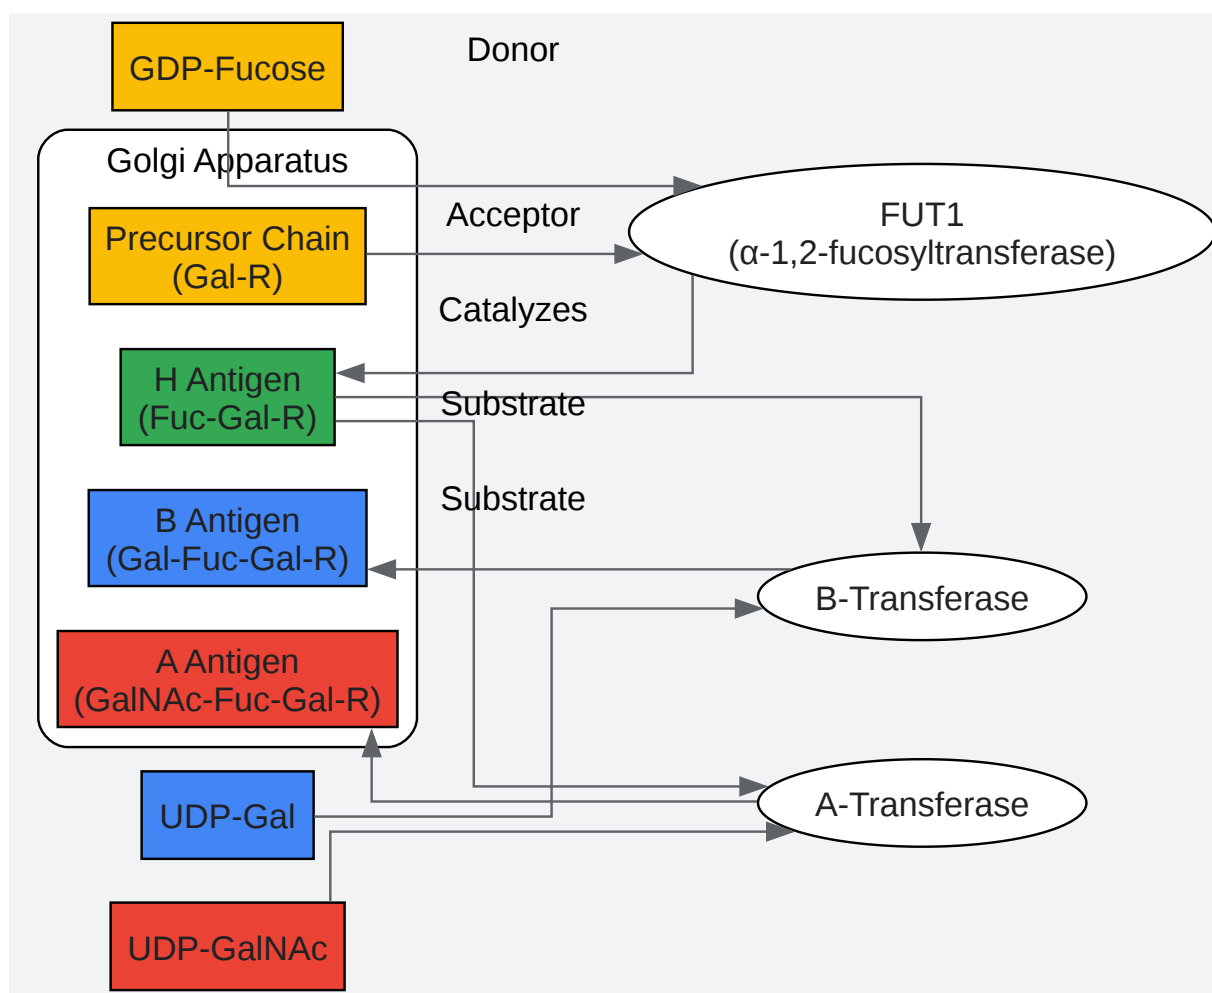 GDP-Fucose
Donor
Golgi Apparatus
Precursor Chain
(Gal-R)
Acceptor
FUT1
(α-1,2-fucosyltransferase)
Catalyzes
H Antigen
(Fuc-Gal-R)
Substrate
B Antigen
(Gal-Fuc-Gal-R)
Substrate
B-Transferase
A Antigen
(GalNAc-Fuc-Gal-R)
UDP-Gal
A-Transferase
UDP-GalNAc